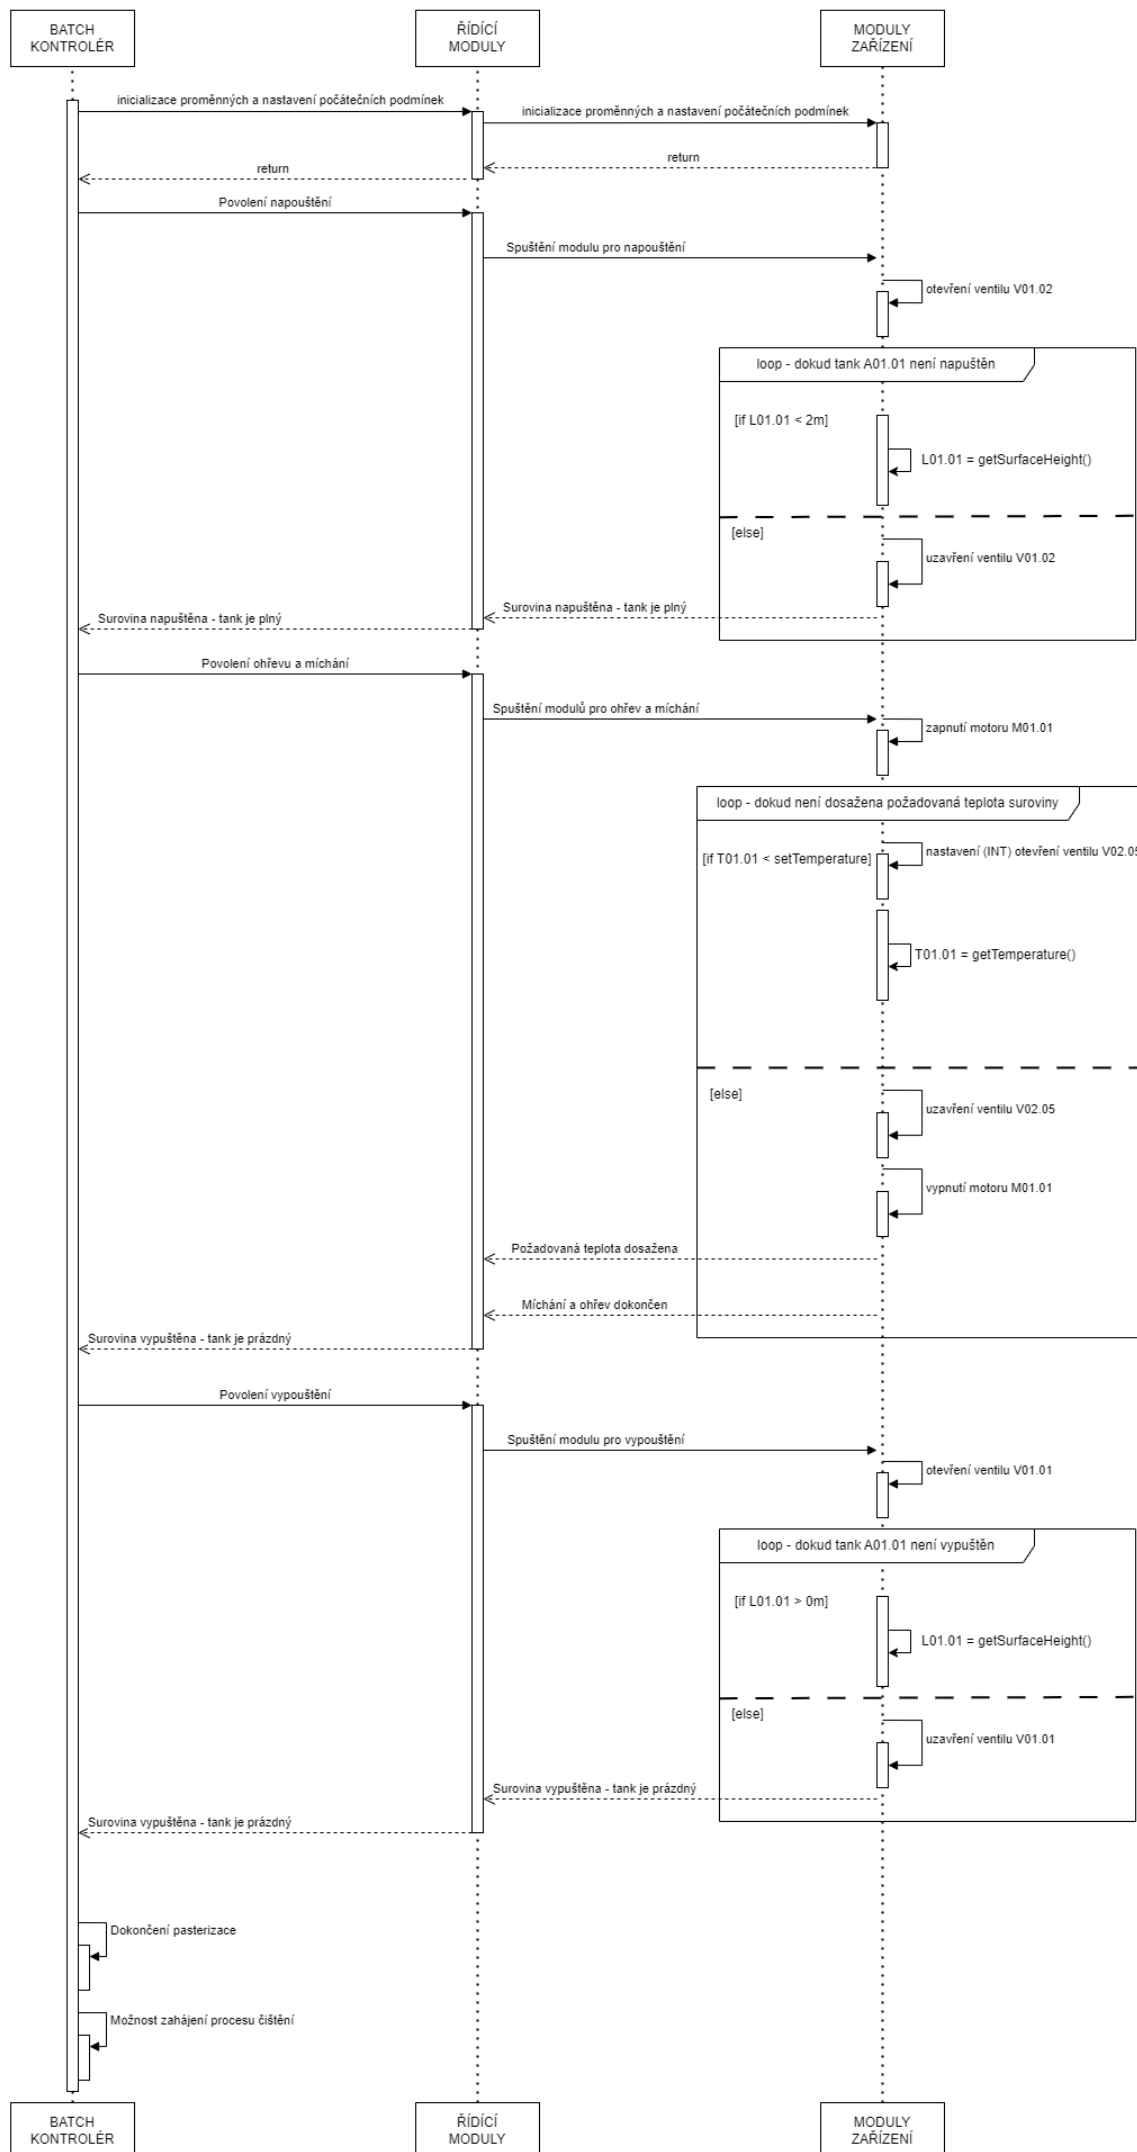 BATCH
KONTROLÉR
ŘÍDÍCÍ
MODULY
MODULY
ZAŘÍZENÍ
inicializace proměnných a nastavení počátečních podmínek
inicializace proměnných a nastavení počátečních podmínek
return
return
Povolení napouštění
Spuštění modulu pro napouštění
otevření ventilu V01.02
loop - dokud tank A01.01 není napuštěn
[if L01.01 < 2m]
L01.01 = getSurfaceHeight()
[else]
uzavření ventilu V01.02
Surovina napuštěna - tank je plný
Surovina napuštěna - tank je plný
Povolení ohřevu a míchání
Spuštění modulů pro ohřev a míchání
zapnutí motoru M01.01
loop - dokud není dosažena požadovaná teplota suroviny
nastavení (INT) otevření ventilu V02.05
[if T01.01 < setTemperature]
T01.01 = getTemperature()
[else]
uzavření ventilu V02.05
vypnutí motoru M01.01
Požadovaná teplota dosažena
Míchání a ohřev dokončen
Surovina vypuštěna - tank je prázdný
Povolení vypouštění
Spuštění modulu pro vypouštění
otevření ventilu V01.01
loop - dokud tank A01.01 není vypuštěn
[if L01.01 > 0m]
L01.01 = getSurfaceHeight()
[else]
uzavření ventilu V01.01
Surovina vypuštěna - tank je prázdný
Surovina vypuštěna - tank je prázdný
Dokončení pasterizace
Možnost zahájení procesu čištění
BATCH
KONTROLÉR
ŘÍDÍCÍ
MODULY
MODULY
ZAŘÍZENÍ